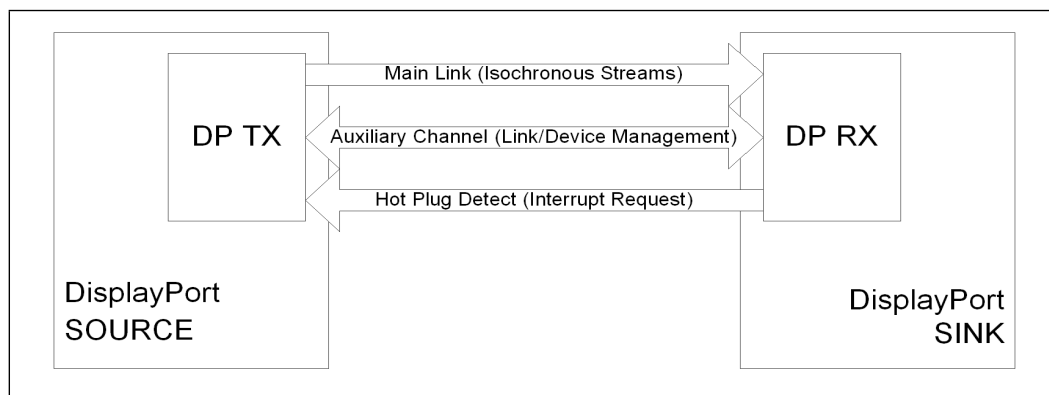 Main Link (Isochronous Streams)
DP TX
Auxiliary Channel (Link/Device Management)
DP RX
Hot Plug Detect (Interrupt Request)
DisplayPort
SOURCE
DisplayPort
SINK